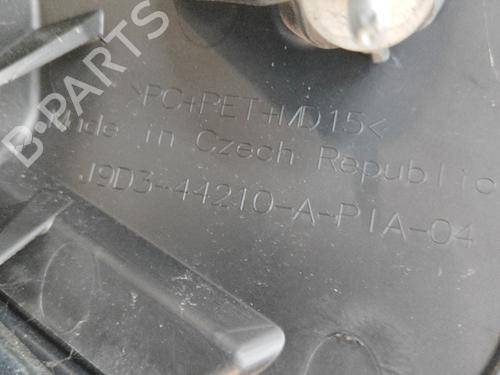 B-PARTS
>PC+PET+MD15<
Made in Czech Republic
J9D3-44210-A-PIA-04